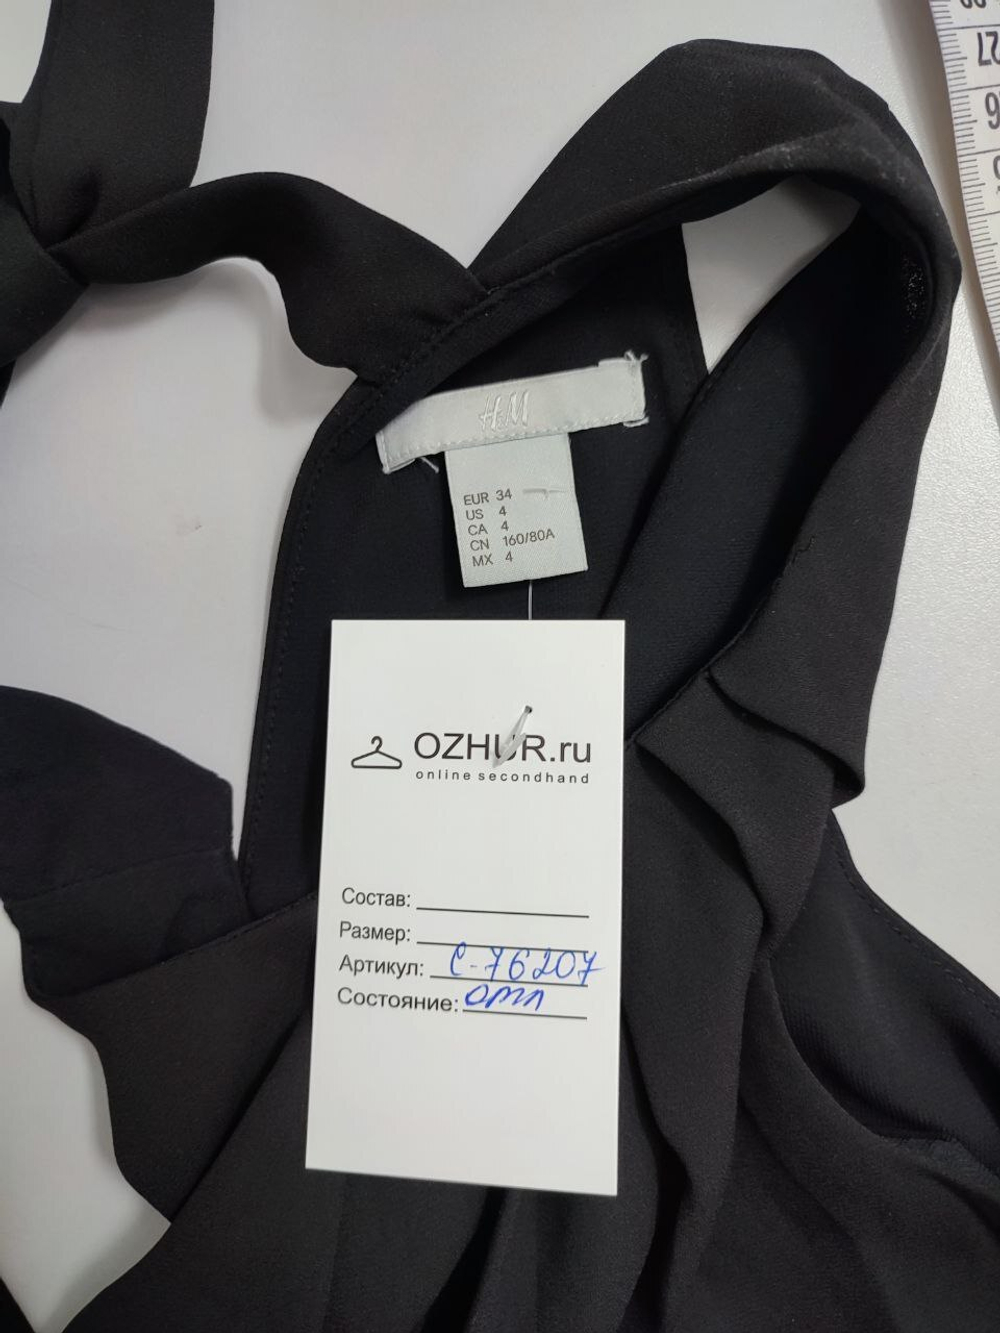 27
H&M
EUR 34
US 4
CA 4
CN 160/80A
MX 4
OZHUR.ru
online secondhand
Состав:
Размер:
Артикул: С-76207
Состояние: отл